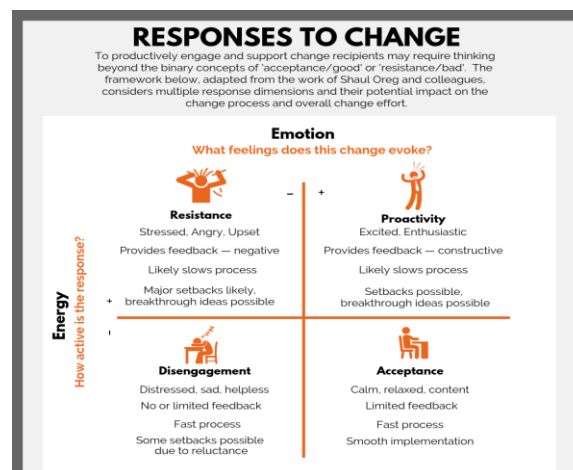 RESPONSES TO CHANGE
To productively engage and support change recipients may require thinking
beyond the binary concepts of 'acceptance/good' or 'resistance/bad'. The
framework below, adapted from the work of Shaul Oreg and colleagues,
considers multiple response dimensions and their potential impact on the
change process and overall change effort.
Emotion
What feelings does this change evoke?
– +
Resistance
Stressed, Angry, Upset
Provides feedback — negative
Likely slows process
Major setbacks likely,
breakthrough ideas possible
Proactivity
Excited, Enthusiastic
Provides feedback — constructive
Likely slows process
Setbacks possible,
breakthrough ideas possible
Energy
How active is the response?
+
-
Disengagement
Distressed, sad, helpless
No or limited feedback
Fast process
Some setbacks possible
due to reluctance
Acceptance
Calm, relaxed, content
Limited feedback
Fast process
Smooth implementation